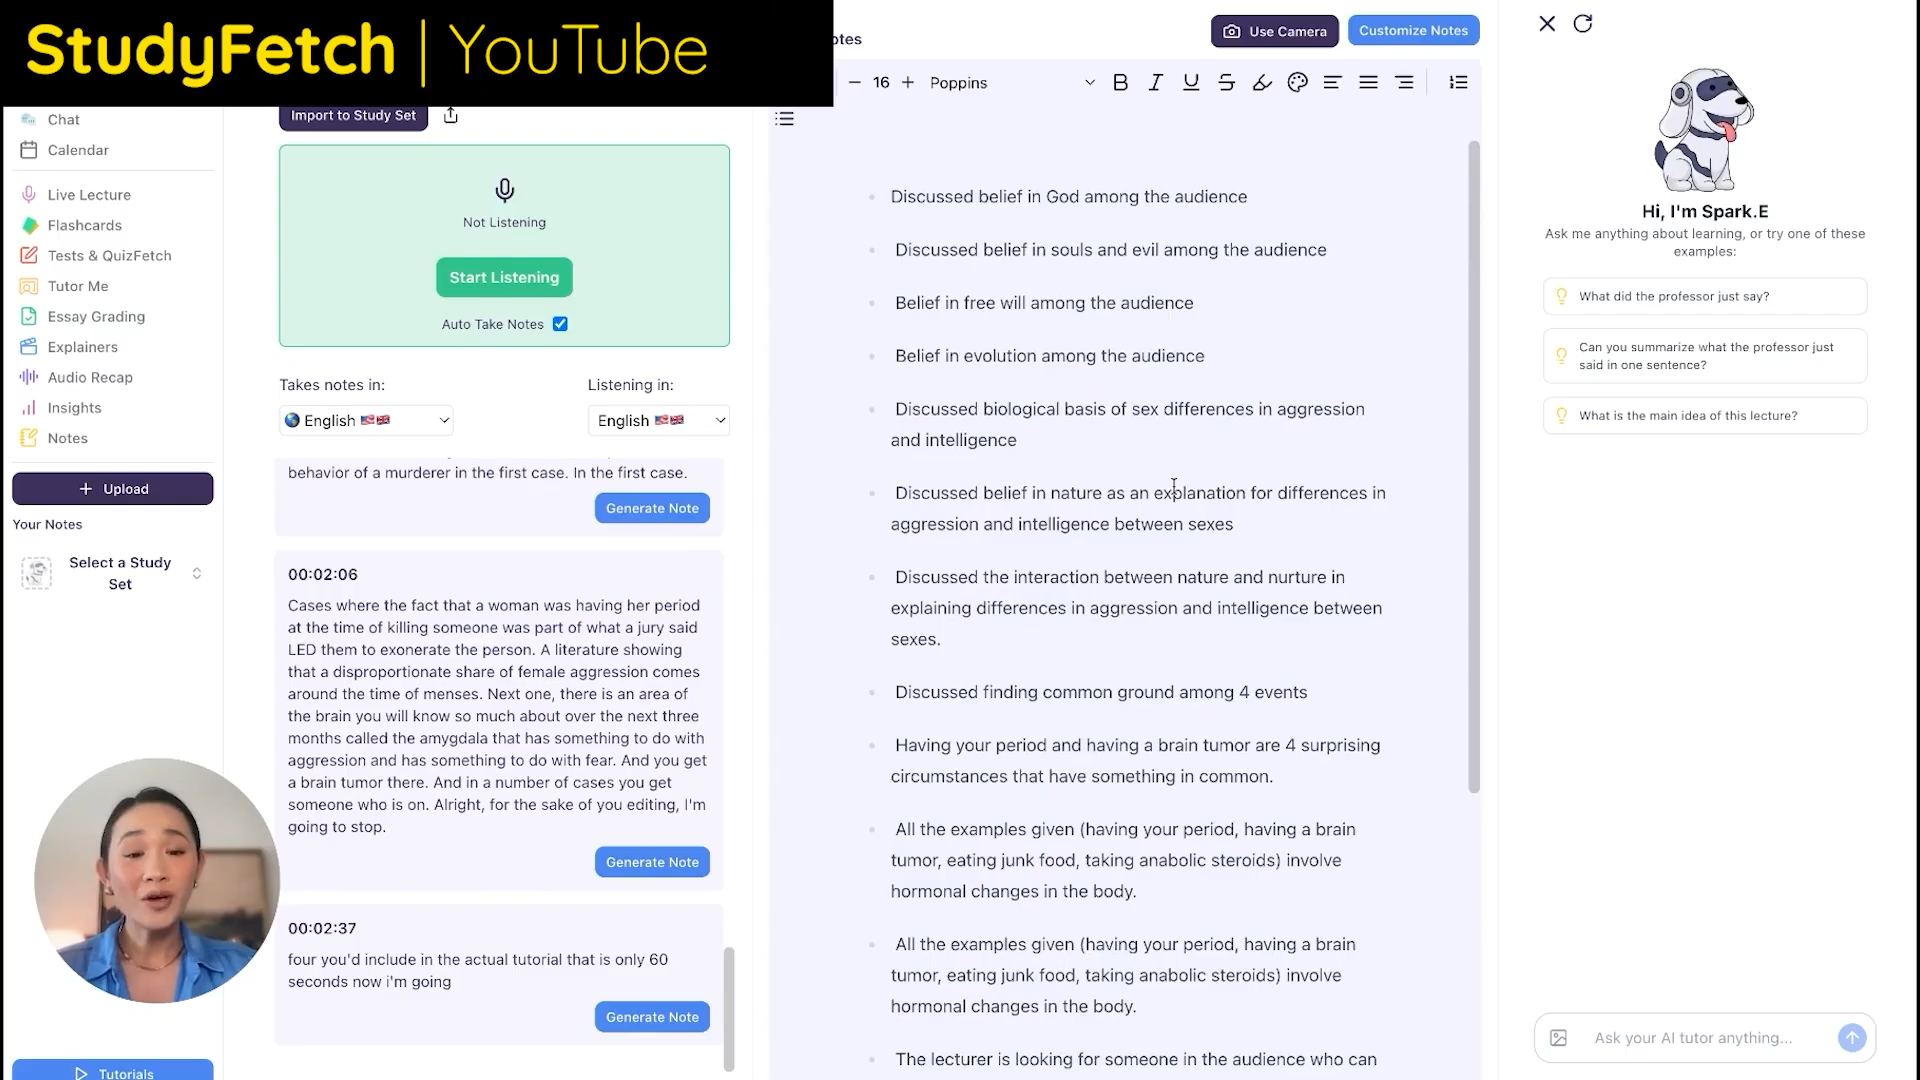 StudyFetch | YouTube
Chat
Calendar
Live Lecture
Flashcards
Tests & QuizFetch
Tutor Me
Essay Grading
Explainers
Audio Recap
Insights
Notes
+ Upload
Your Notes
Select a Study
Set
Tutorials
Import to Study Set
Not Listening
Start Listening
Auto Take Notes
Takes notes in:
Listening in:
English
English
behavior of a murderer in the first case. In the first case.
Generate Note
00:02:06
Cases where the fact that a woman was having her period
at the time of killing someone was part of what a jury said
LED them to exonerate the person. A literature showing
that a disproportionate share of female aggression comes
around the time of menses. Next one, there is an area of
the brain you will know so much about over the next three
months called the amygdala that has something to do with
aggression and has something to do with fear. And you get
a brain tumor there. And in a number of cases you get
someone who is on. Alright, for the sake of you editing, I'm
going to stop.
Generate Note
00:02:37
four you'd include in the actual tutorial that is only 60
seconds now i'm going
Generate Note
otes
Use Camera
Customize Notes
− 16 + Poppins
Discussed belief in God among the audience
Discussed belief in souls and evil among the audience
Belief in free will among the audience
Belief in evolution among the audience
Discussed biological basis of sex differences in aggression
and intelligence
Discussed belief in nature as an explanation for differences in
aggression and intelligence between sexes
Discussed the interaction between nature and nurture in
explaining differences in aggression and intelligence between
sexes.
Discussed finding common ground among 4 events
Having your period and having a brain tumor are 4 surprising
circumstances that have something in common.
All the examples given (having your period, having a brain
tumor, eating junk food, taking anabolic steroids) involve
hormonal changes in the body.
All the examples given (having your period, having a brain
tumor, eating junk food, taking anabolic steroids) involve
hormonal changes in the body.
The lecturer is looking for someone in the audience who can
Hi, I'm Spark.E
Ask me anything about learning, or try one of these
examples:
What did the professor just say?
Can you summarize what the professor just
said in one sentence?
What is the main idea of this lecture?
Ask your AI tutor anything...